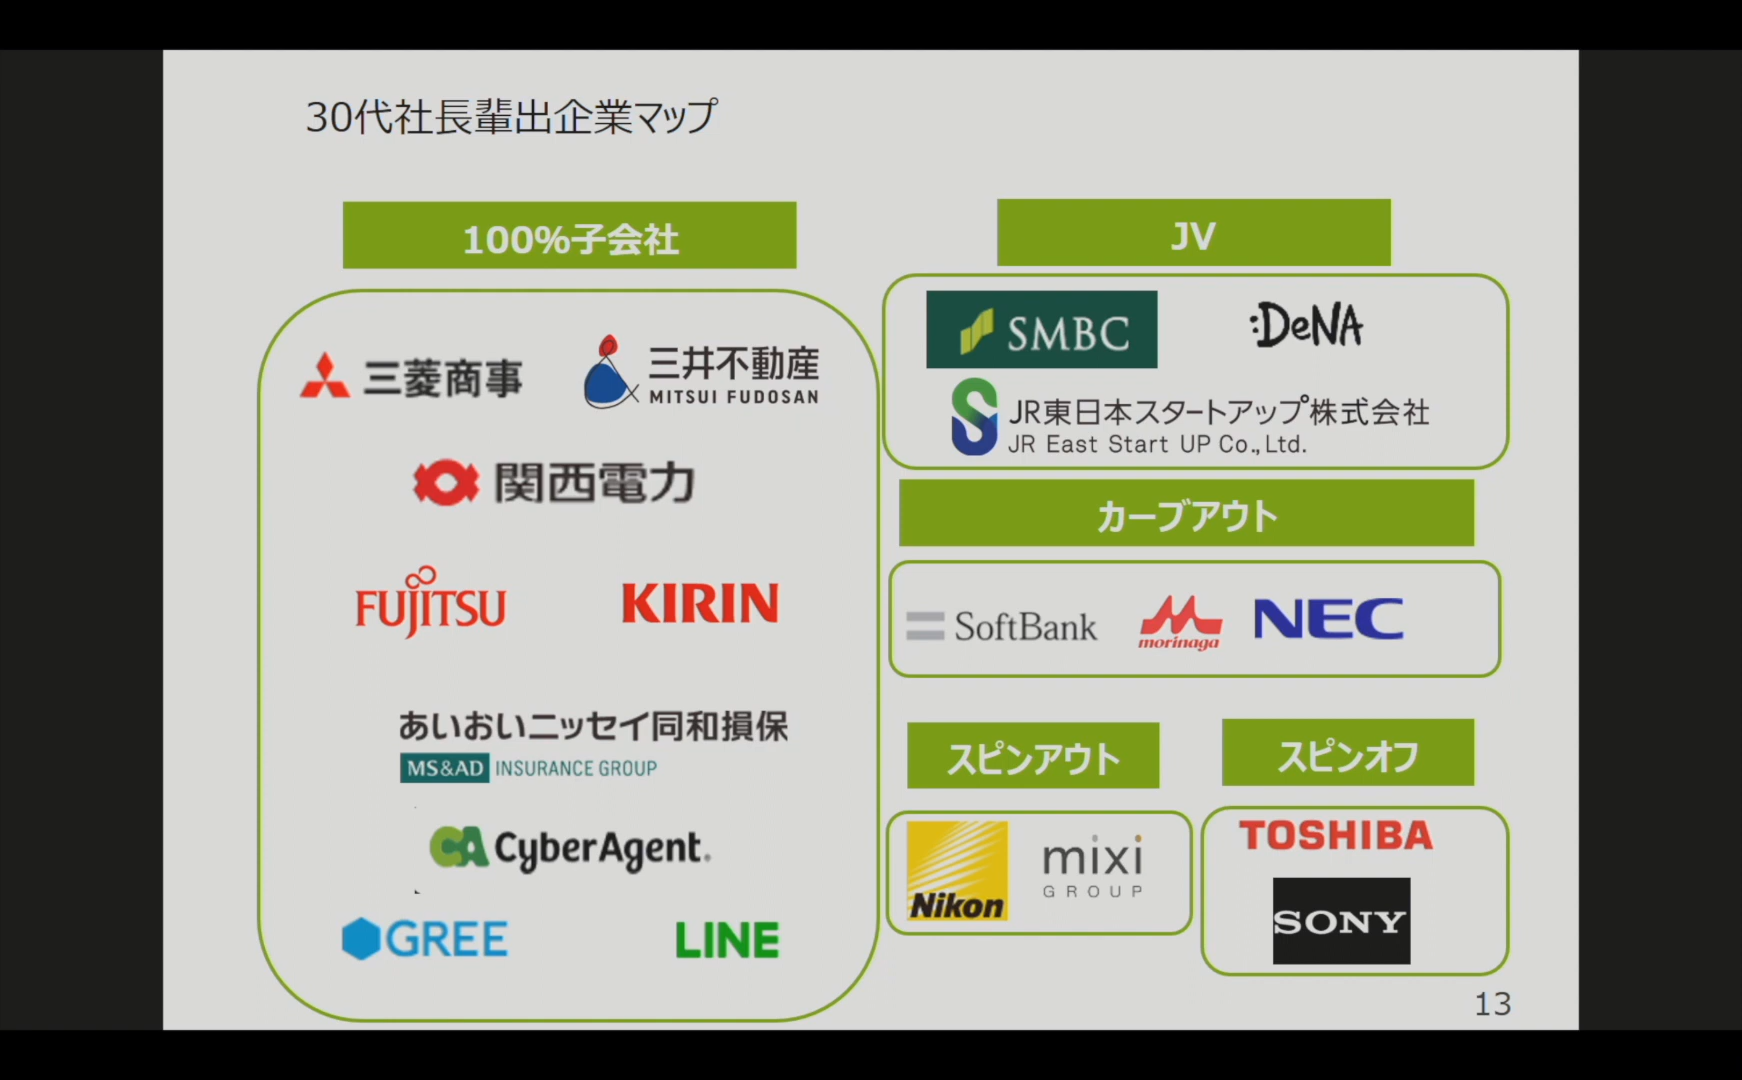 30代社長輩出企業マップ
100%子会社
三菱商事
三井不動産
MITSUI FUDOSAN
関西電力
FUJITSU
KIRIN
あいおいニッセイ同和損保
MS&AD INSURANCE GROUP
CA CyberAgent.
GREE
LINE
JV
SMBC
:DeNA
JR東日本スタートアップ株式会社
JR East Start UP Co.,Ltd.
カーブアウト
SoftBank
morinaga
NEC
スピンアウト
Nikon
mixi
GROUP
スピンオフ
TOSHIBA
SONY
13